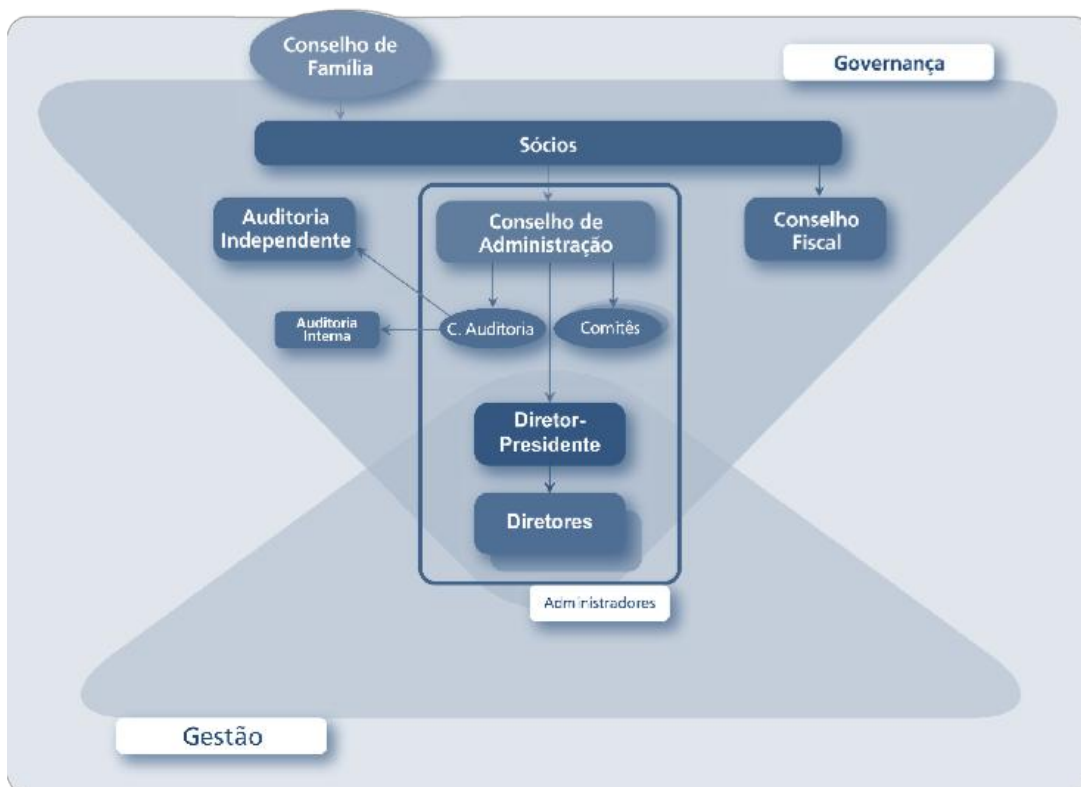 Conselho de
Família
Governança
Sócios
Auditoria
Independente
Conselho de
Administração
Conselho
Fiscal
Auditoria
Interna
C. Auditoria
Comitês
Diretor-
Presidente
Diretores
Administradores
Gestão